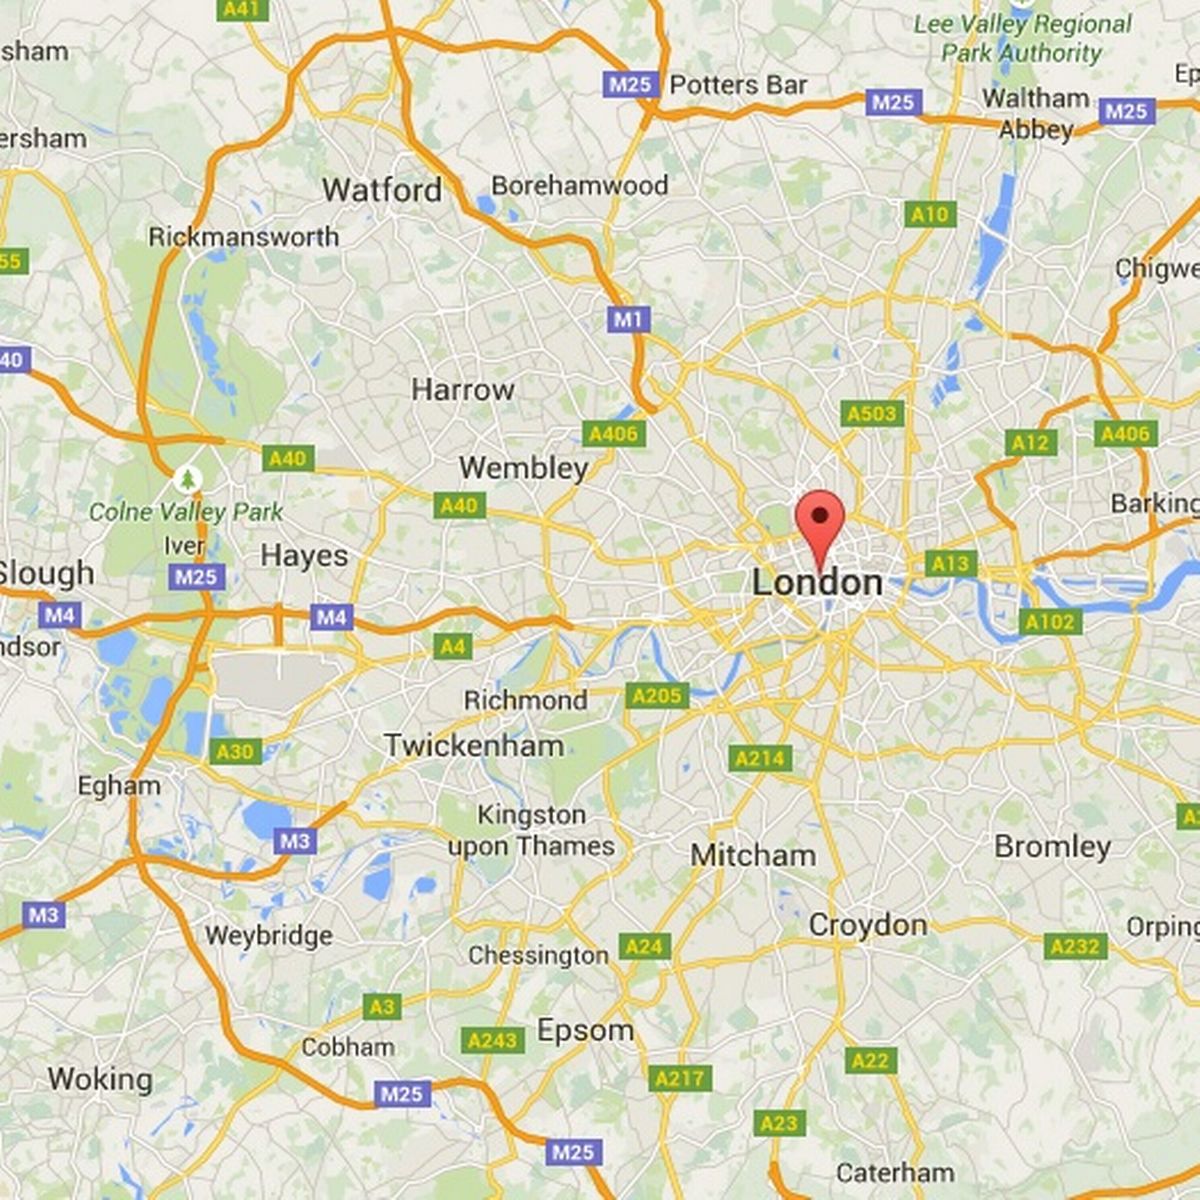 A41
Lee Valley Regional
Park Authority
sham
M25
Potters Bar
Ep
M25
Waltham
Abbey
M25
ersham
Watford
Borehamwood
A10
Rickmansworth
55
Chigwe
M1
40
Harrow
A503
A406
A12
A406
A40
Wembley
A40
Barking
Colne Valley Park
Iver
Hayes
Slough
M25
London
A13
M4
M4
A102
ndsor
A4
Richmond
A205
Twickenham
A30
A214
Egham
Kingston
upon Thames
M3
Mitcham
Bromley
A2
M3
Weybridge
Croydon
Orping
Chessington
A24
A232
A3
Epsom
A243
Cobham
Woking
A22
A217
M25
A23
M25
Caterham